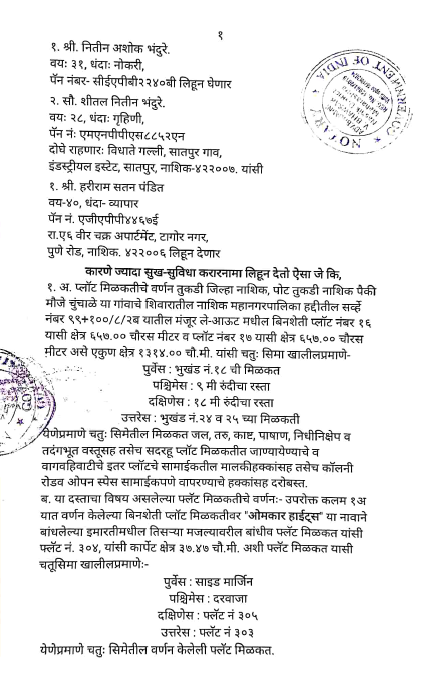 १
१. श्री. नितीन अशोक भंदुरे.
वयः ३१, धंदाः नोकरी,
पॅन नंबर- सीईएपीबी२२४०बी लिहून घेणार
२. सौ. शीतल नितीन भंदुरे.
वयः २८, धंदाः गृहिणी,
पॅन नंः एमएनपीपीएस८८५२एन
दोघे राहणारः विधाते गल्ली, सातपुर गाव,
इंडस्ट्रीयल इस्टेट, सातपुर, नाशिक-४२२००७. यांसी
१. श्री. हरीराम सतन पंडित
वय-४०, धंदा- व्यापार
पॅन नं. एजीएपीपी४४६७ई
रा.ए६ वीर चक्र अपार्टमेंट, टागोर नगर,
पुणे रोड, नाशिक. ४२२००६ लिहून देणार
कारणे ज्यादा सुख-सुविधा करारनामा लिहून देतो ऐसा जे कि,
१. अ. प्लॉट मिळकतीचे वर्णन तुकडी जिल्हा नाशिक, पोट तुकडी नाशिक पैकी
मौजे चुंचाळे या गांवाचे शिवारातील नाशिक महानगरपालिका हद्दीतील सर्व्हे
नंबर ९९+१००/८/२ब यातील मंजूर ले-आऊट मधील बिनशेती प्लॉट नंबर १६
यासी क्षेत्र ६५७.०० चौरस मीटर व प्लॉट नंबर १७ यासी क्षेत्र ६५७.०० चौरस
मीटर असे एकुण क्षेत्र १३१४.०० चौ.मी. यांसी चतुः सिमा खालीलप्रमाणे-
पुर्वेस : भुखंड नं.१८ ची मिळकत
पश्चिमेस : ९ मी रुंदीचा रस्ता
दक्षिणेस : १८ मी रुंदीचा रस्ता
उत्तरेस : भुखंड नं.२४ व २५ च्या मिळकती
येणेप्रमाणे चतुः सिमेतील मिळकत जल, तरु, काष्ट, पाषाण, निधीनिक्षेप व
तदंगभूत वस्तूसह तसेच सदरहू प्लॉट मिळकतीत जाण्यायेण्याचे व
वागवहिवाटीचे इतर प्लॉटचे सामाईकतील मालकीहक्कांसह तसेच कॉलनी
रोडव ओपन स्पेस सामाईकपणे वापरण्याचे हक्कांसह दरोबस्त.
ब. या दस्ताचा विषय असलेल्या फ्लॅट मिळकतीचे वर्णनः- उपरोक्त कलम १अ
यात वर्णन केलेल्या बिनशेती प्लॉट मिळकतीवर "ओमकार हाईट्स" या नावाने
बांधलेल्या इमारतीमधील तिसऱ्या मजल्यावरील बांधीव फ्लॅट मिळकत यांसी
फ्लॅट नं. ३०४, यांसी कार्पेट क्षेत्र ३७.४७ चौ.मी. अशी फ्लॅट मिळकत यासी
चतूसिमा खालीलप्रमाणेः-
पुर्वेस : साइड मार्जिन
पश्चिमेस : दरवाजा
दक्षिणेस : फ्लॅट नं ३०५
उत्तरेस : फ्लॅट नं ३०३
येणेप्रमाणे चतुः सिमेतील वर्णन केलेली फ्लॅट मिळकत.
NOTARY
GOVERNMENT OF INDIA